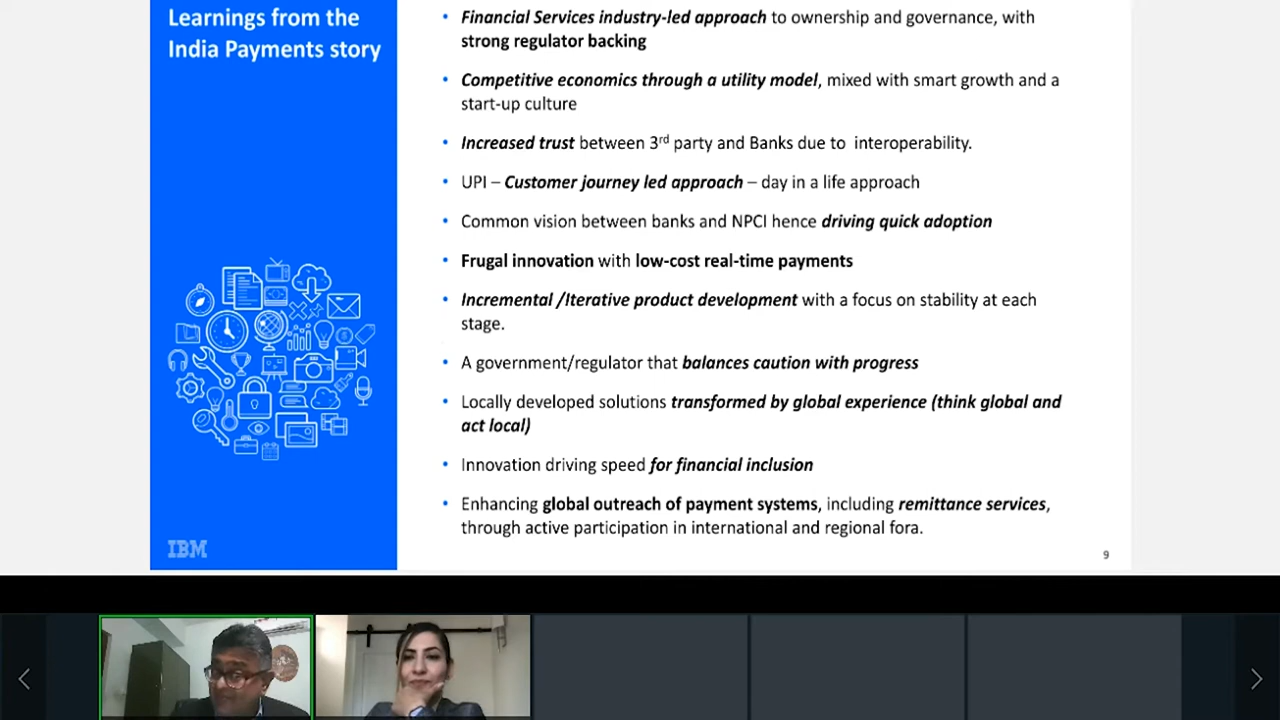 Learnings from the
India Payments story
• Financial Services industry-led approach to ownership and governance, with
strong regulator backing
• Competitive economics through a utility model, mixed with smart growth and a
start-up culture
• Increased trust between 3rd party and Banks due to interoperability.
• UPI – Customer journey led approach – day in a life approach
• Common vision between banks and NPCI hence driving quick adoption
• Frugal innovation with low-cost real-time payments
• Incremental /Iterative product development with a focus on stability at each
stage.
• A government/regulator that balances caution with progress
• Locally developed solutions transformed by global experience (think global and
act local)
• Innovation driving speed for financial inclusion
• Enhancing global outreach of payment systems, including remittance services,
through active participation in international and regional fora.
IBM
9